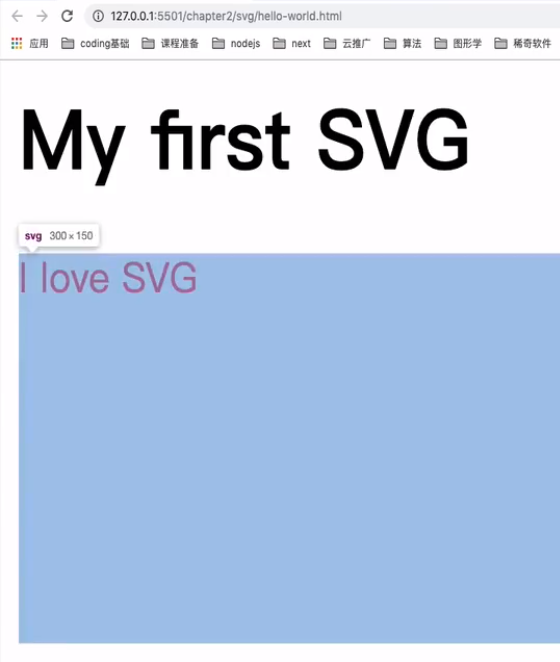 127.0.0.1:5501/chapter2/svg/hello-world.html
应用 coding基础 课程准备 nodejs next 云推广 算法 图形学 稀奇软件
My first SVG
svg 300 × 150
I love SVG